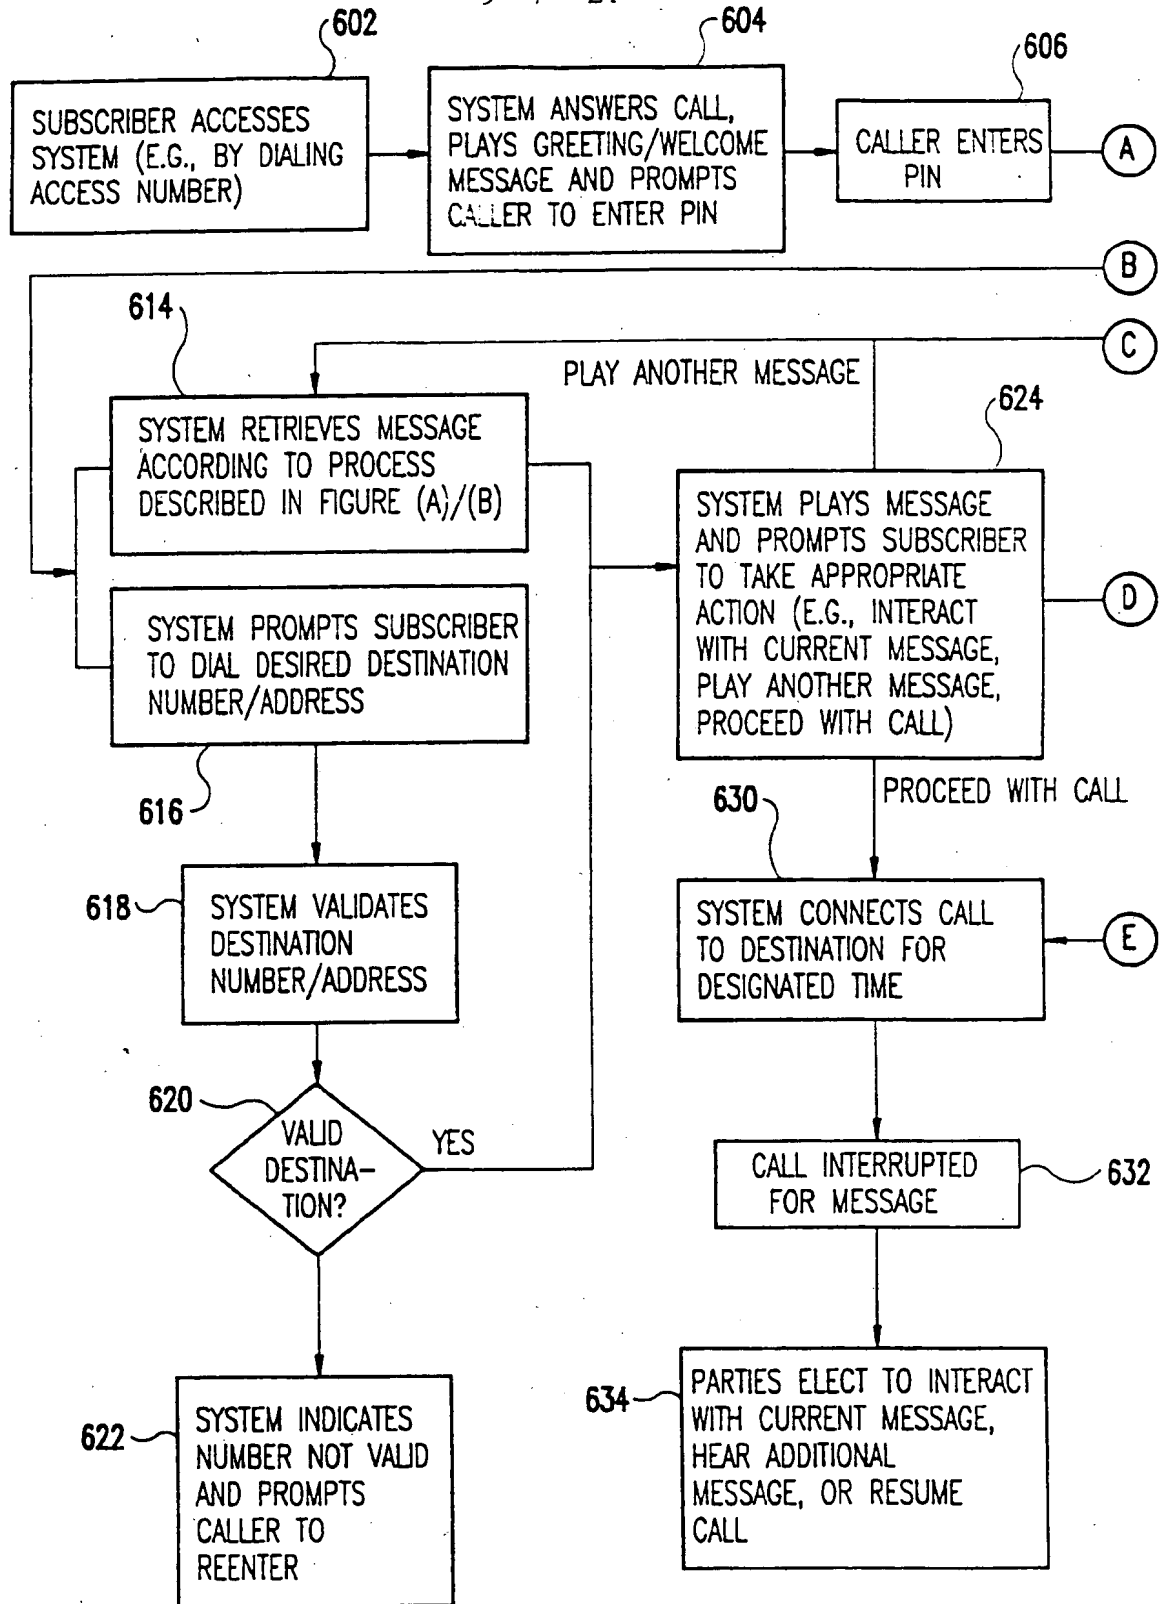 602
604
606
SUBSCRIBER ACCESSES
SYSTEM (E.G., BY DIALING
ACCESS NUMBER)
SYSTEM ANSWERS CALL,
PLAYS GREETING/WELCOME
MESSAGE AND PROMPTS
CALLER TO ENTER PIN
CALLER ENTERS
PIN
A
B
C
614
PLAY ANOTHER MESSAGE
SYSTEM RETRIEVES MESSAGE
ACCORDING TO PROCESS
DESCRIBED IN FIGURE (A)/(B)
624
SYSTEM PLAYS MESSAGE
AND PROMPTS SUBSCRIBER
TO TAKE APPROPRIATE
ACTION (E.G., INTERACT
WITH CURRENT MESSAGE,
PLAY ANOTHER MESSAGE,
PROCEED WITH CALL)
D
SYSTEM PROMPTS SUBSCRIBER
TO DIAL DESIRED DESTINATION
NUMBER/ADDRESS
616
630
PROCEED WITH CALL
618
SYSTEM VALIDATES
DESTINATION
NUMBER/ADDRESS
SYSTEM CONNECTS CALL
TO DESTINATION FOR
DESIGNATED TIME
E
620
VALID
DESTINA-
TION?
YES
CALL INTERRUPTED
FOR MESSAGE
632
622
SYSTEM INDICATES
NUMBER NOT VALID
AND PROMPTS
CALLER TO
REENTER
634
PARTIES ELECT TO INTERACT
WITH CURRENT MESSAGE,
HEAR ADDITIONAL
MESSAGE, OR RESUME
CALL